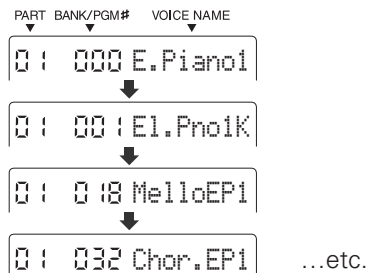 PART BANK/PGM# VOICE NAME
01 000 E.Piano1
01 001 El.Pno1K
01 018 MelloEP1
01 032 Chor.EP1 ...etc.